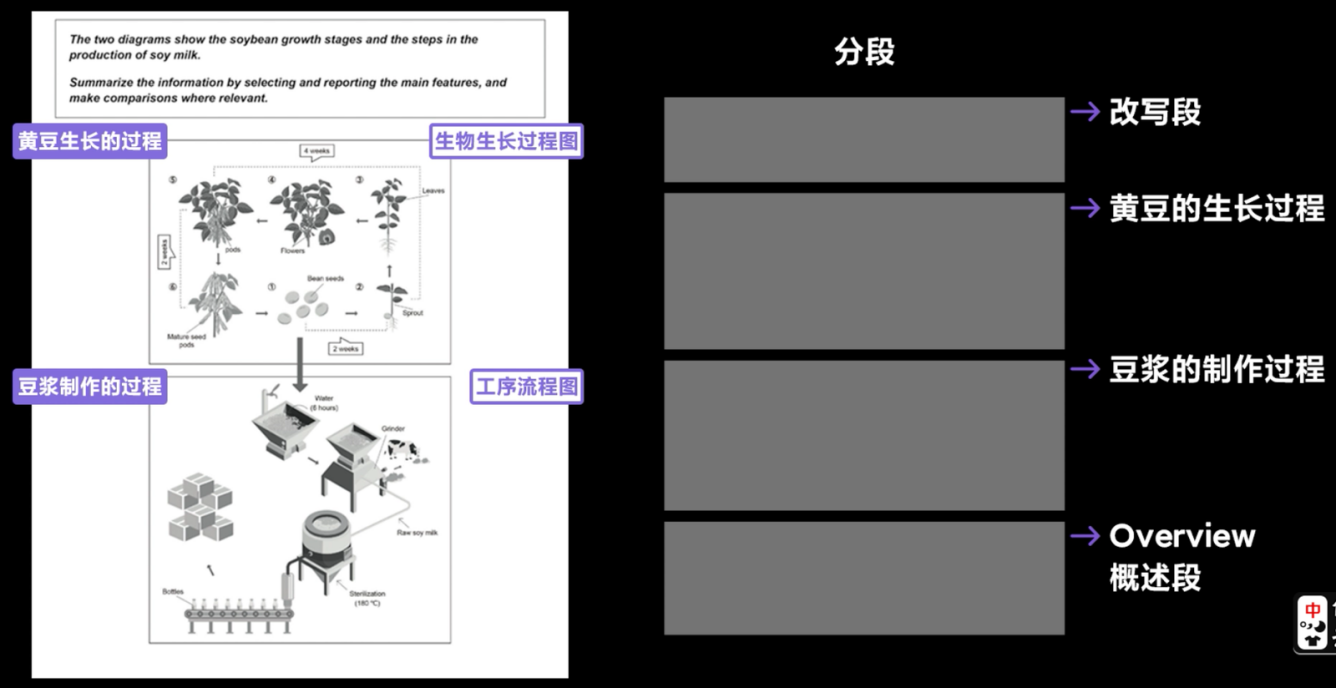 The two diagrams show the soybean growth stages and the steps in the
production of soy milk.
Summarize the information by selecting and reporting the main features, and
make comparisons where relevant.
黄豆生长的过程
生物生长过程图
4 weeks
⑤
④
③
Leaves
pods
Flowers
2 weeks
⑥
①
②
Bean seeds
Sprout
Mature seed
pods
2 weeks
豆浆制作的过程
工序流程图
Water
(6 hours)
Grinder
Raw soy milk
Sterilization
(180 °C)
Bottles
分段
→ 改写段
→ 黄豆的生长过程
→ 豆浆的制作过程
→ Overview
概述段
中